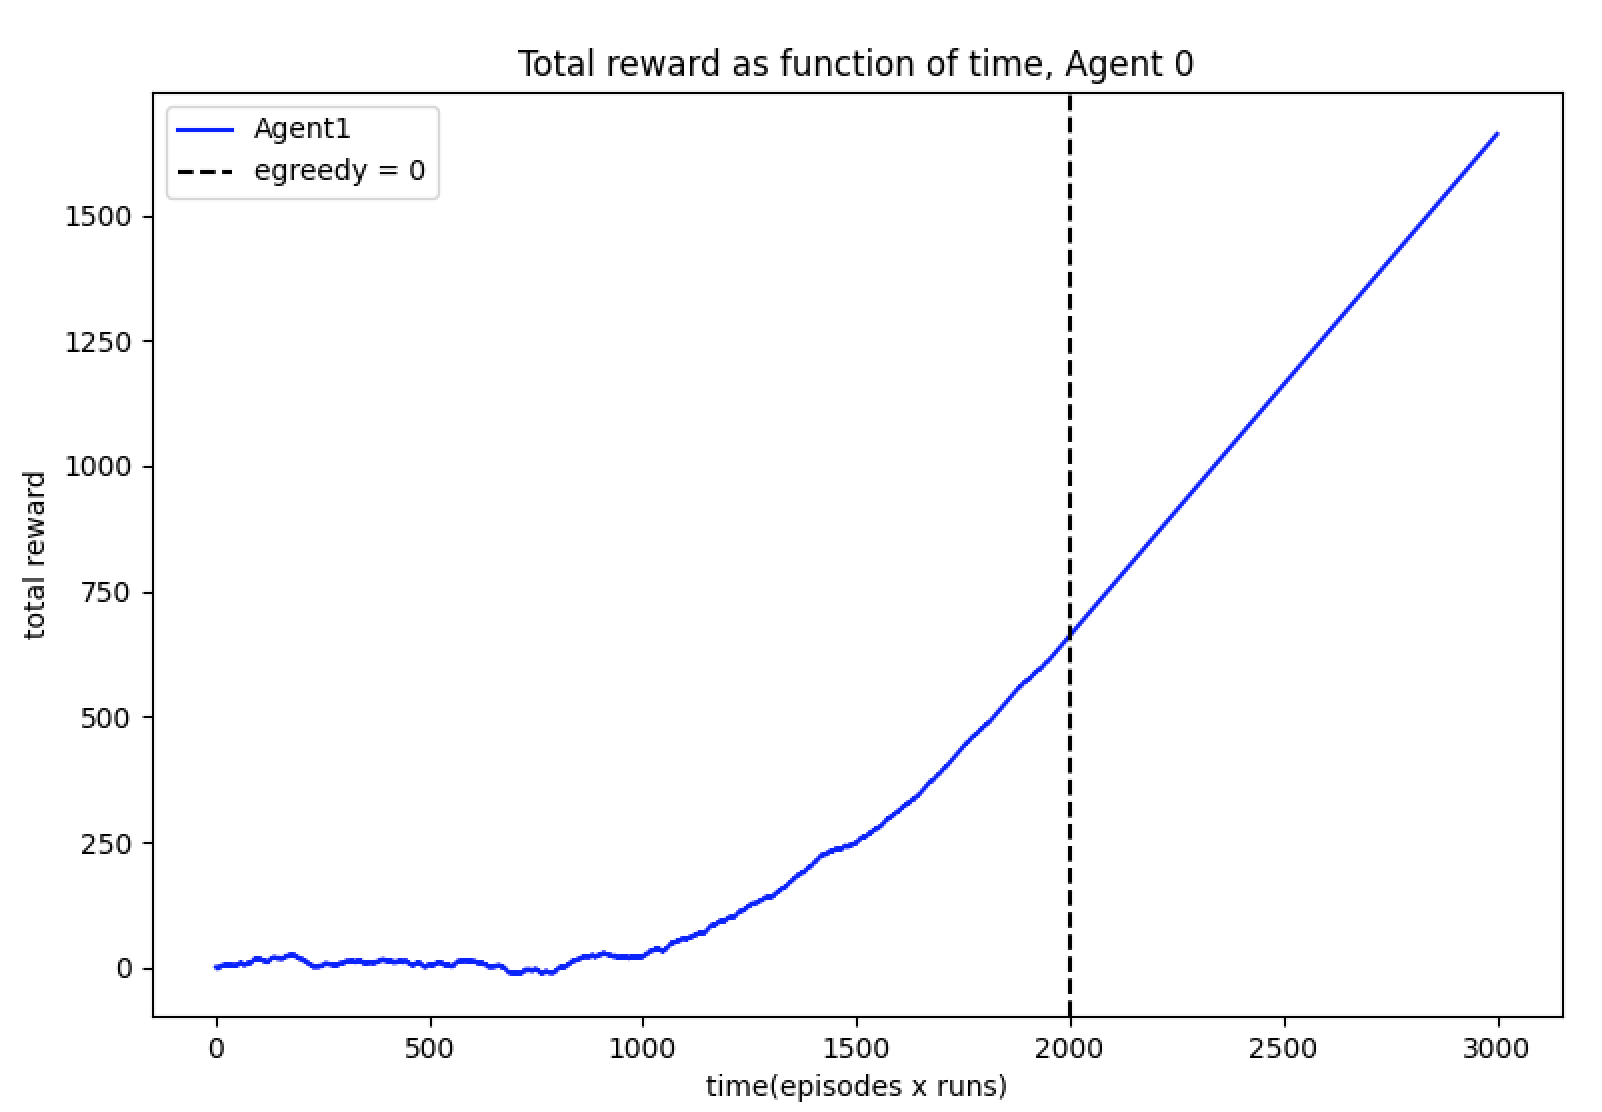 Total reward as function of time, Agent 0
Agent1
egreedy = 0
total reward
1500
1250
1000
750
500
250
0
0 500 1000 1500 2000 2500 3000
time(episodes x runs)